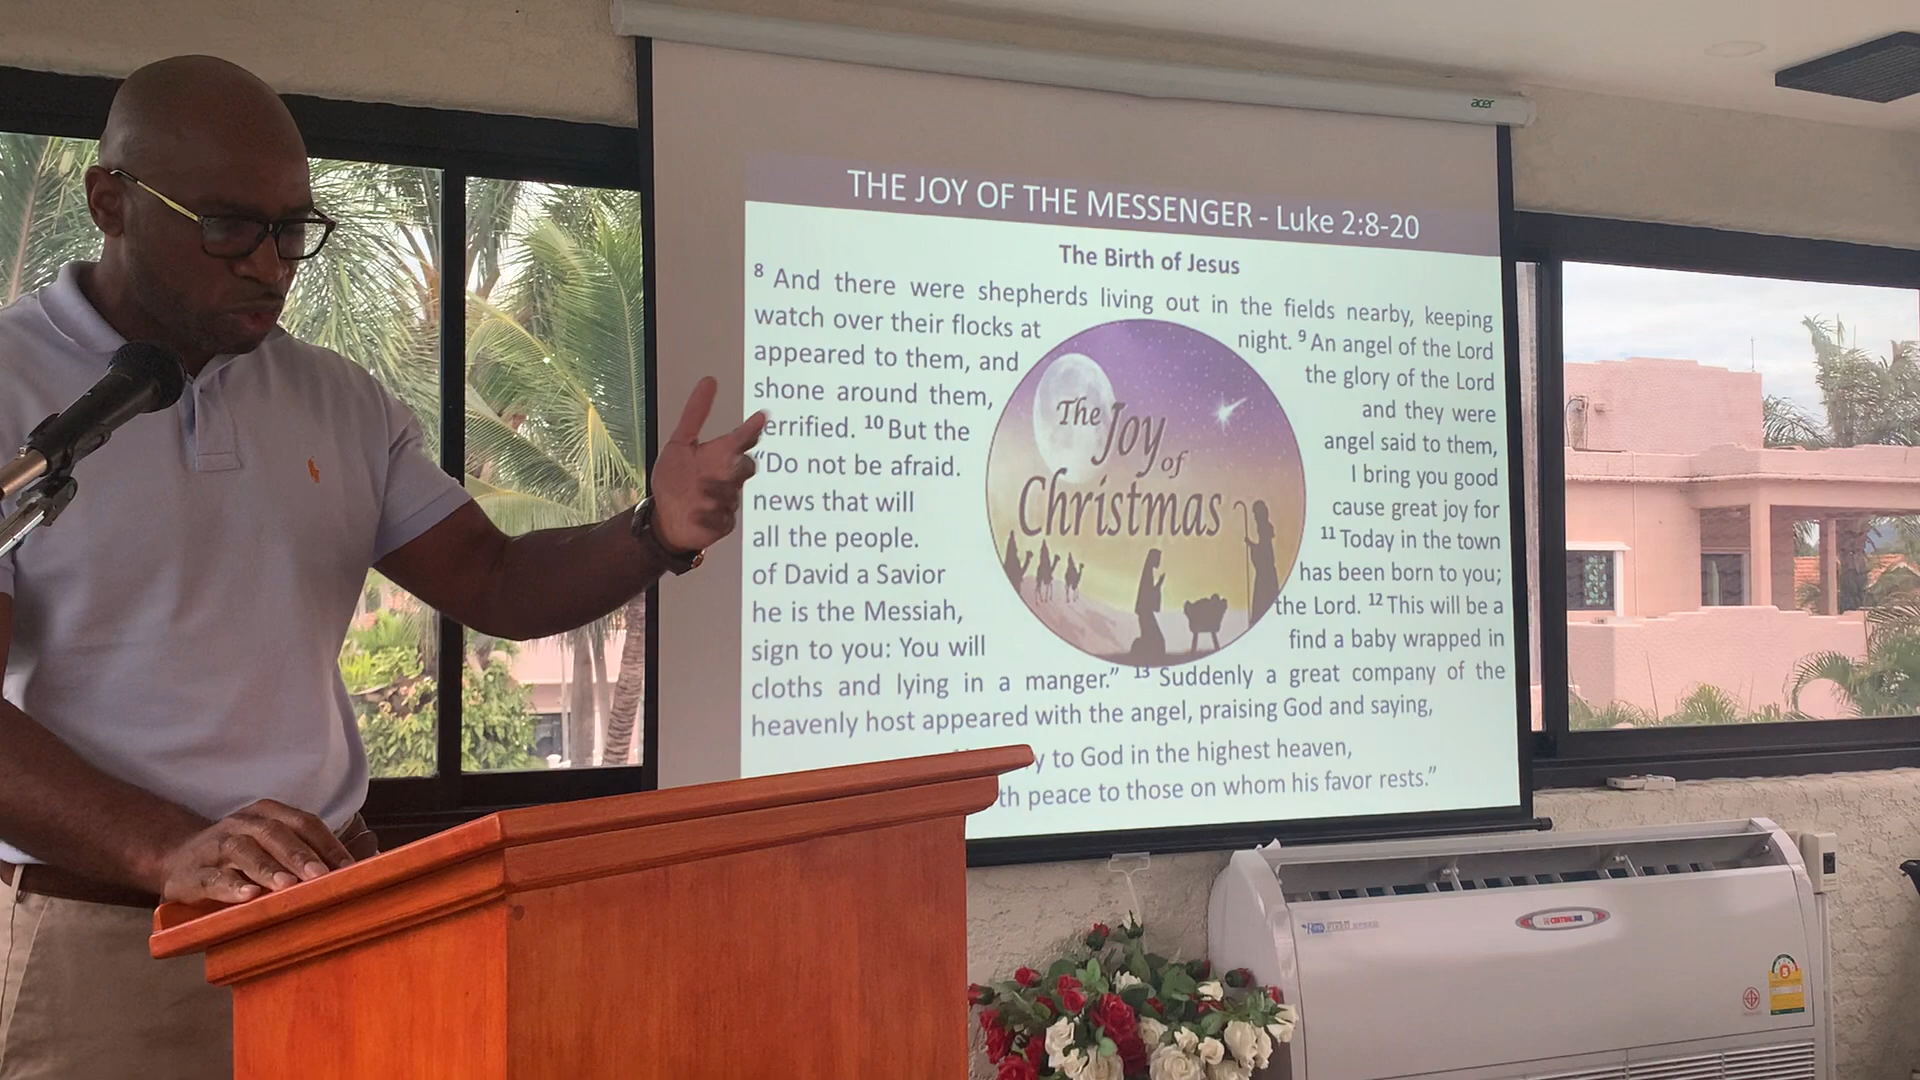 acer
THE JOY OF THE MESSENGER - Luke 2:8-20
The Birth of Jesus
8 And there were shepherds living out in the fields nearby, keeping
watch over their flocks at night. 9 An angel of the Lord
appeared to them, and the glory of the Lord
shone around them, and they were
errified. 10 But the angel said to them,
“Do not be afraid. I bring you good
news that will cause great joy for
all the people. 11 Today in the town
of David a Savior has been born to you;
he is the Messiah, the Lord. 12 This will be a
sign to you: You will find a baby wrapped in
cloths and lying in a manger.” 13 Suddenly a great company of the
heavenly host appeared with the angel, praising God and saying,
y to God in the highest heaven,
th peace to those on whom his favor rests.”
The Joy of
Christmas
CENTRAL AIR
5